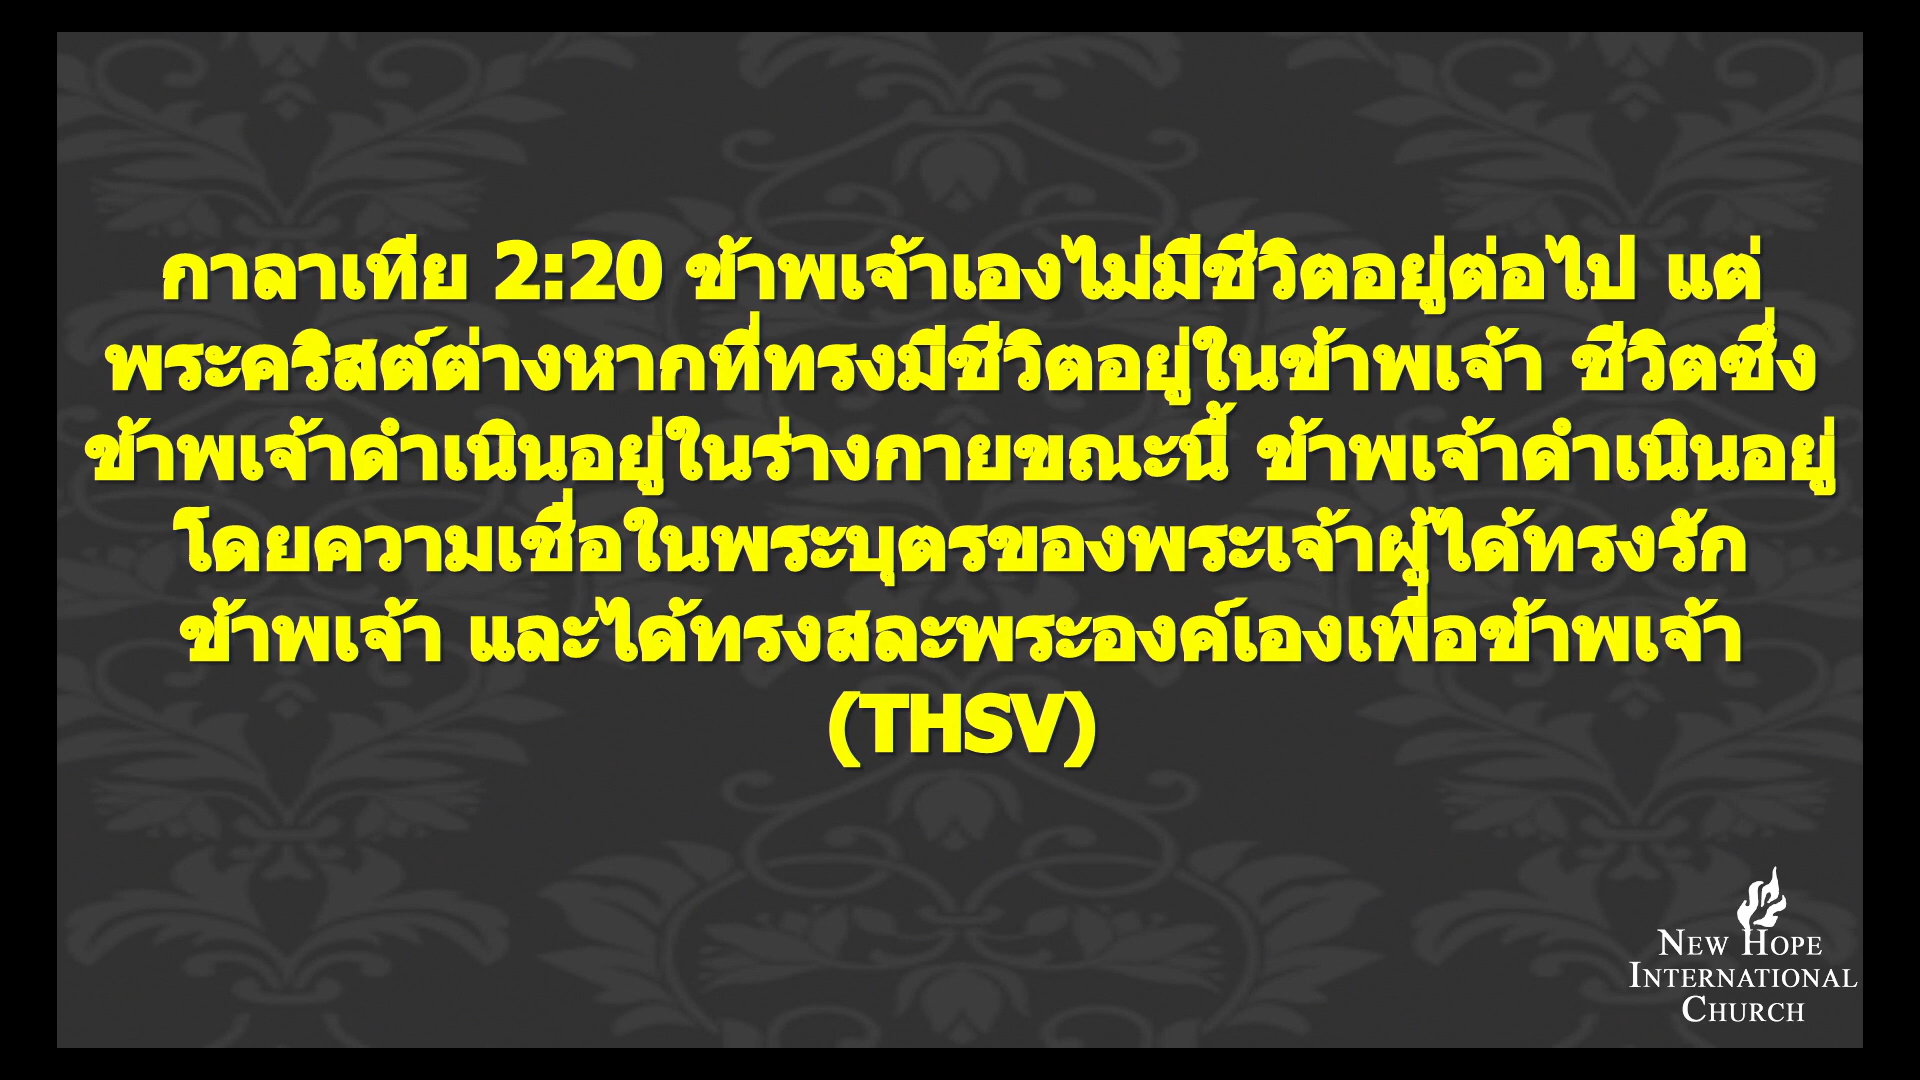 กาลาเทีย 2:20 ข้าพเจ้าเองไม่มีชีวิตอยู่ต่อไป แต่
พระคริสต์ต่างหากที่ทรงมีชีวิตอยู่ในข้าพเจ้า ชีวิตซึ่ง
ข้าพเจ้าดำเนินอยู่ในร่างกายขณะนี้ ข้าพเจ้าดำเนินอยู่
โดยความเชื่อในพระบุตรของพระเจ้าผู้ได้ทรงรัก
ข้าพเจ้า และได้ทรงสละพระองค์เองเพื่อข้าพเจ้า
(THSV)
NEW HOPE
INTERNATIONAL
CHURCH